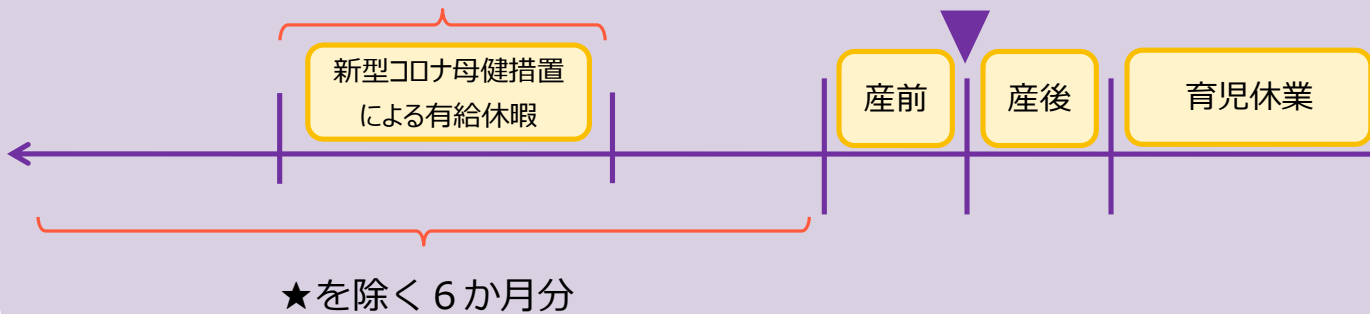 新型コロナ母健措置
による有給休暇
産前
産後
育児休業
★を除く６か月分